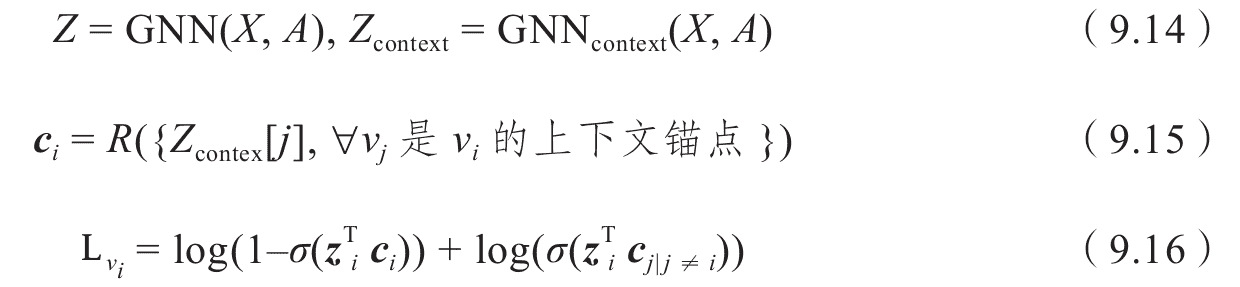 Z = GNN(X, A), Z_context = GNN_context(X, A) （9.14）
c_i = R({Z_contex[j], ∀v_j 是 v_i 的上下文锚点 }) （9.15）
L_{v_i} = log(1–σ(z_i^T c_i)) + log(σ(z_i^T c_{j|j ≠ i})) （9.16）